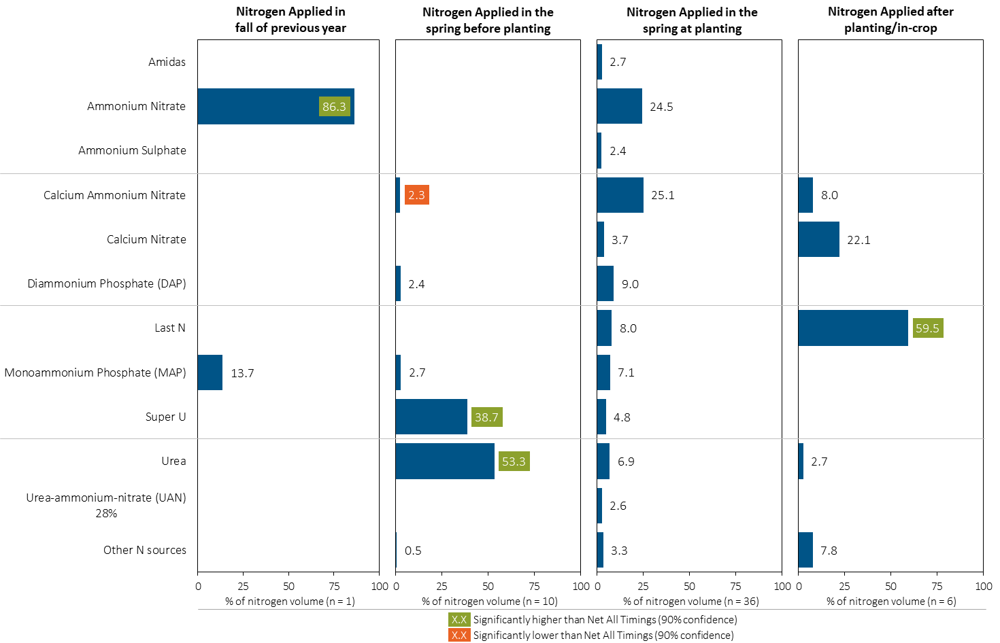 Nitrogen Applied in
fall of previous year
Nitrogen Applied in the
spring before planting
Nitrogen Applied in the
spring at planting
Nitrogen Applied after
planting/in-crop
Amidas
2.7
Ammonium Nitrate
86.3
24.5
Ammonium Sulphate
2.4
Calcium Ammonium Nitrate
2.3
25.1
8.0
Calcium Nitrate
3.7
22.1
Diammonium Phosphate (DAP)
2.4
9.0
Last N
8.0
59.5
Monoammonium Phosphate (MAP)
13.7
2.7
7.1
Super U
38.7
4.8
Urea
53.3
6.9
2.7
Urea-ammonium-nitrate (UAN)
28%
2.6
Other N sources
0.5
3.3
7.8
0 25 50 75 100
0 25 50 75 100
0 25 50 75 100
0 25 50 75 100
% of nitrogen volume (n = 1)
% of nitrogen volume (n = 10)
% of nitrogen volume (n = 36)
% of nitrogen volume (n = 6)
X.X Significantly higher than Net All Timings (90% confidence)
X.X Significantly lower than Net All Timings (90% confidence)